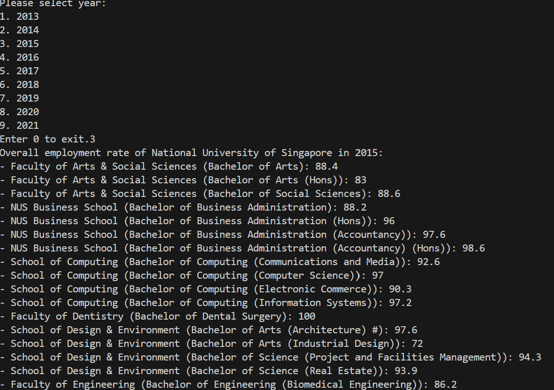 Please select year:
1. 2013
2. 2014
3. 2015
4. 2016
5. 2017
6. 2018
7. 2019
8. 2020
9. 2021
Enter 0 to exit.3
Overall employment rate of National University of Singapore in 2015:
- Faculty of Arts & Social Sciences (Bachelor of Arts): 88.4
- Faculty of Arts & Social Sciences (Bachelor of Arts (Hons)): 83
- Faculty of Arts & Social Sciences (Bachelor of Social Sciences): 88.6
- NUS Business School (Bachelor of Business Administration): 88.2
- NUS Business School (Bachelor of Business Administration (Hons)): 96
- NUS Business School (Bachelor of Business Administration (Accountancy)): 97.6
- NUS Business School (Bachelor of Business Administration (Accountancy) (Hons)): 98.6
- School of Computing (Bachelor of Computing (Communications and Media)): 92.6
- School of Computing (Bachelor of Computing (Computer Science)): 97
- School of Computing (Bachelor of Computing (Electronic Commerce)): 90.3
- School of Computing (Bachelor of Computing (Information Systems)): 97.2
- Faculty of Dentistry (Bachelor of Dental Surgery): 100
- School of Design & Environment (Bachelor of Arts (Architecture) #): 97.6
- School of Design & Environment (Bachelor of Arts (Industrial Design)): 72
- School of Design & Environment (Bachelor of Science (Project and Facilities Management)): 94.3
- School of Design & Environment (Bachelor of Science (Real Estate)): 93.9
- Faculty of Engineering (Bachelor of Engineering (Biomedical Engineering)): 86.2